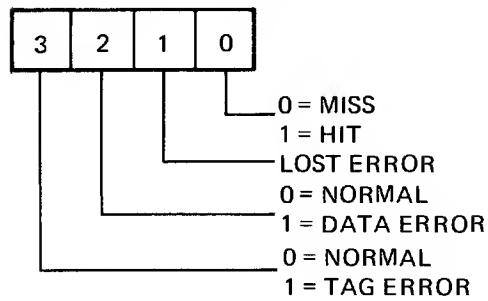 3 2 1 0
0 = MISS
1 = HIT
LOST ERROR
0 = NORMAL
1 = DATA ERROR
0 = NORMAL
1 = TAG ERROR